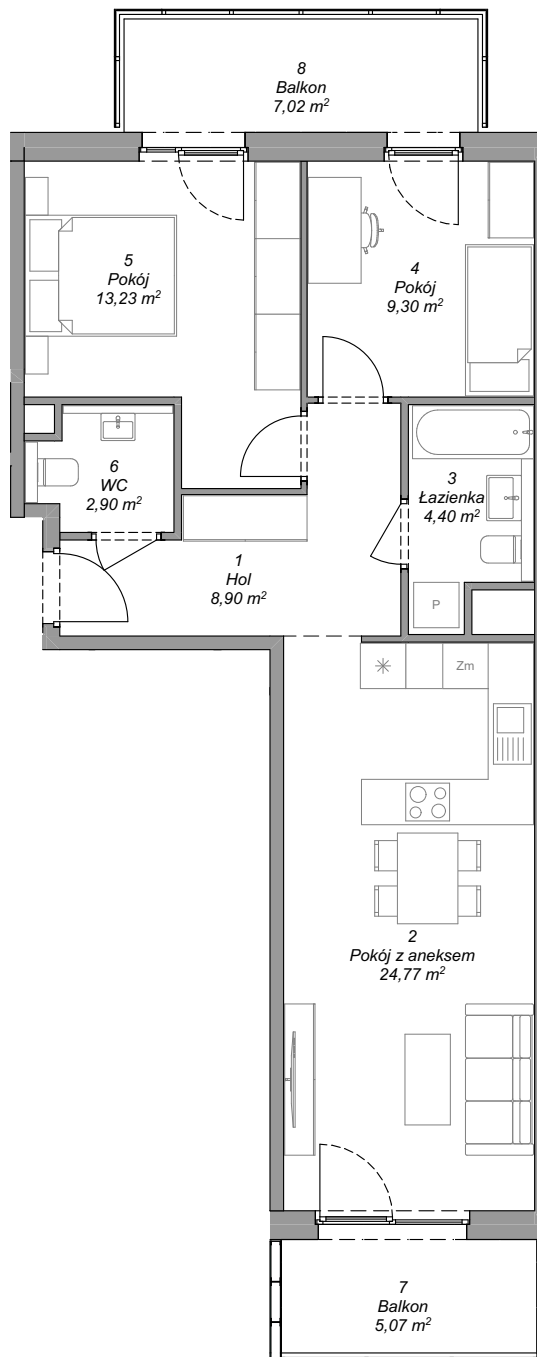 8
Balkon
7,02 m²
5
Pokój
13,23 m²
4
Pokój
9,30 m²
6
WC
2,90 m²
3
Łazienka
4,40 m²
1
Hol
8,90 m²
P
Zm
2
Pokój z aneksem
24,77 m²
7
Balkon
5,07 m²